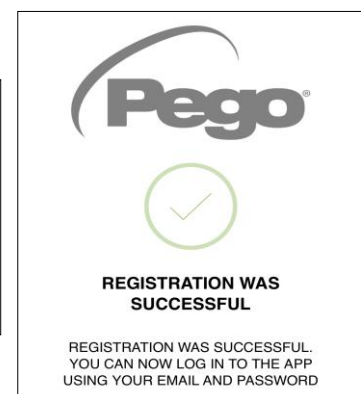 Pego®
REGISTRATION WAS
SUCCESSFUL
REGISTRATION WAS SUCCESSFUL.
YOU CAN NOW LOG IN TO THE APP
USING YOUR EMAIL AND PASSWORD